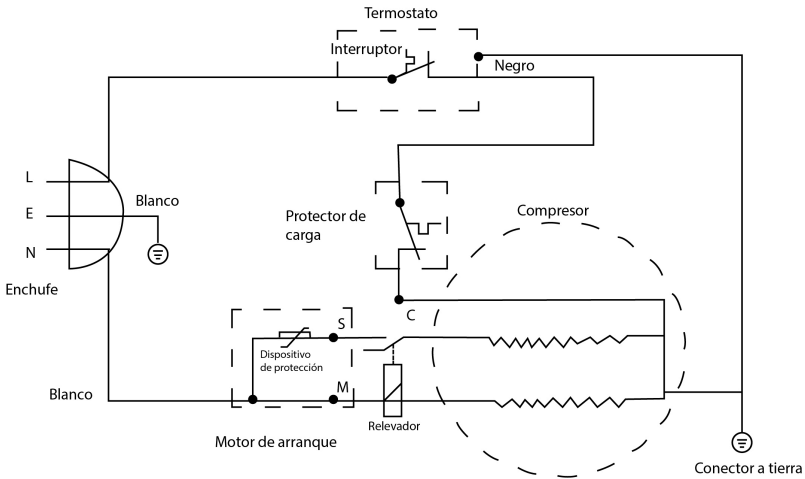 Termostato
Interruptor
Negro
L
Blanco
E
Protector de
carga
Compresor
N
Enchufe
C
S
Dispositivo
de protección
M
Blanco
Relevador
Motor de arranque
Conector a tierra